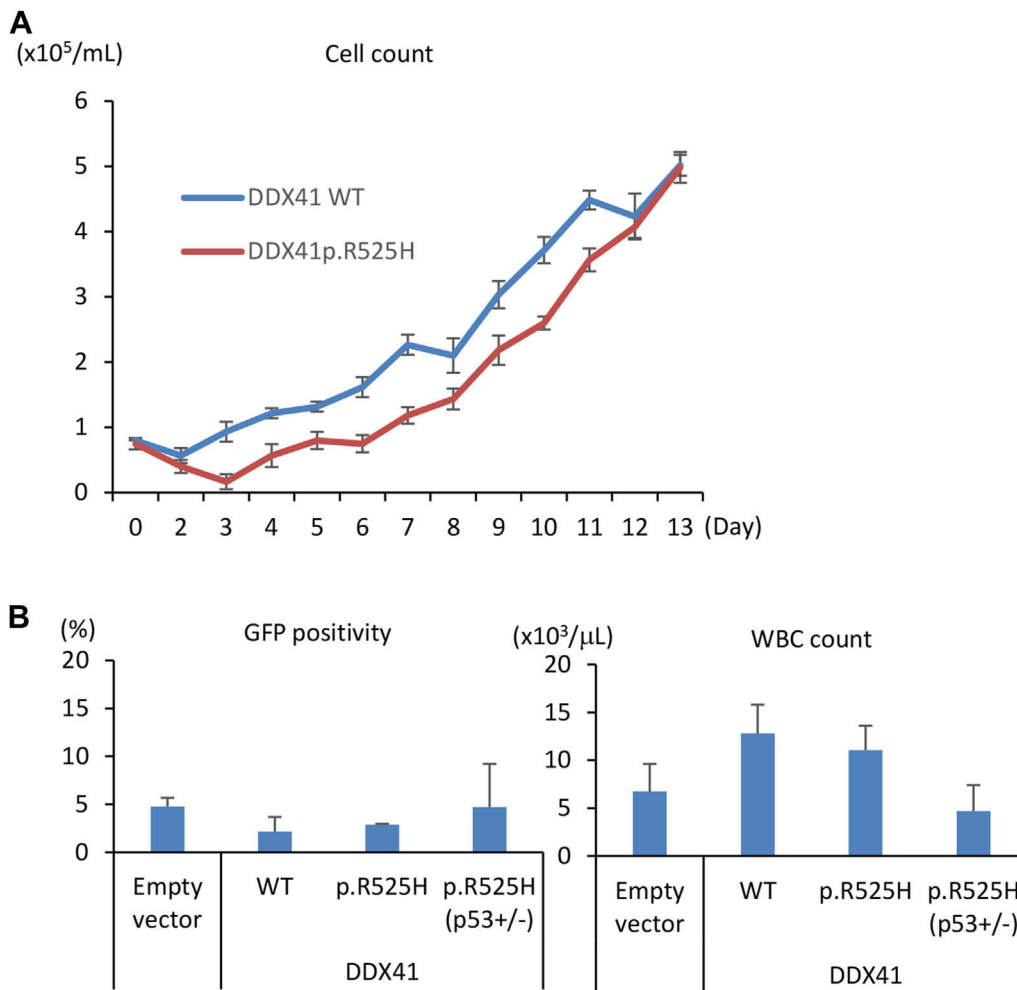 A
(x10⁵/mL)
Cell count
6
5
4
3
2
1
0
DDX41 WT
DDX41p.R525H
0 2 3 4 5 6 7 8 9 10 11 12 13 (Day)
B
(%)
GFP positivity
20
15
10
5
0
Empty vector
WT
p.R525H
p.R525H (p53+/-)
DDX41
(x10³/μL)
WBC count
20
15
10
5
0
Empty vector
WT
p.R525H
p.R525H (p53+/-)
DDX41